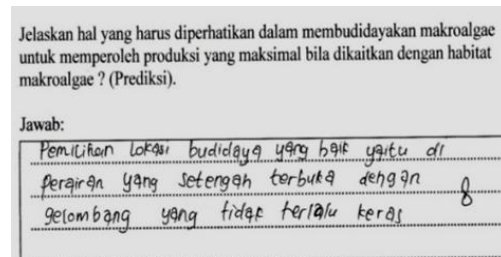 Jelaskan hal yang harus diperhatikan dalam membudidayakan makroalgae
untuk memperoleh produksi yang maksimal bila dikaitkan dengan habitat
makroalgae ? (Prediksi).
Jawab:
Pemilihan lokasi budidaya yang baik yaitu di
perairan yang setengah terbuka dengan
gelombang yang tidak terlalu keras
8